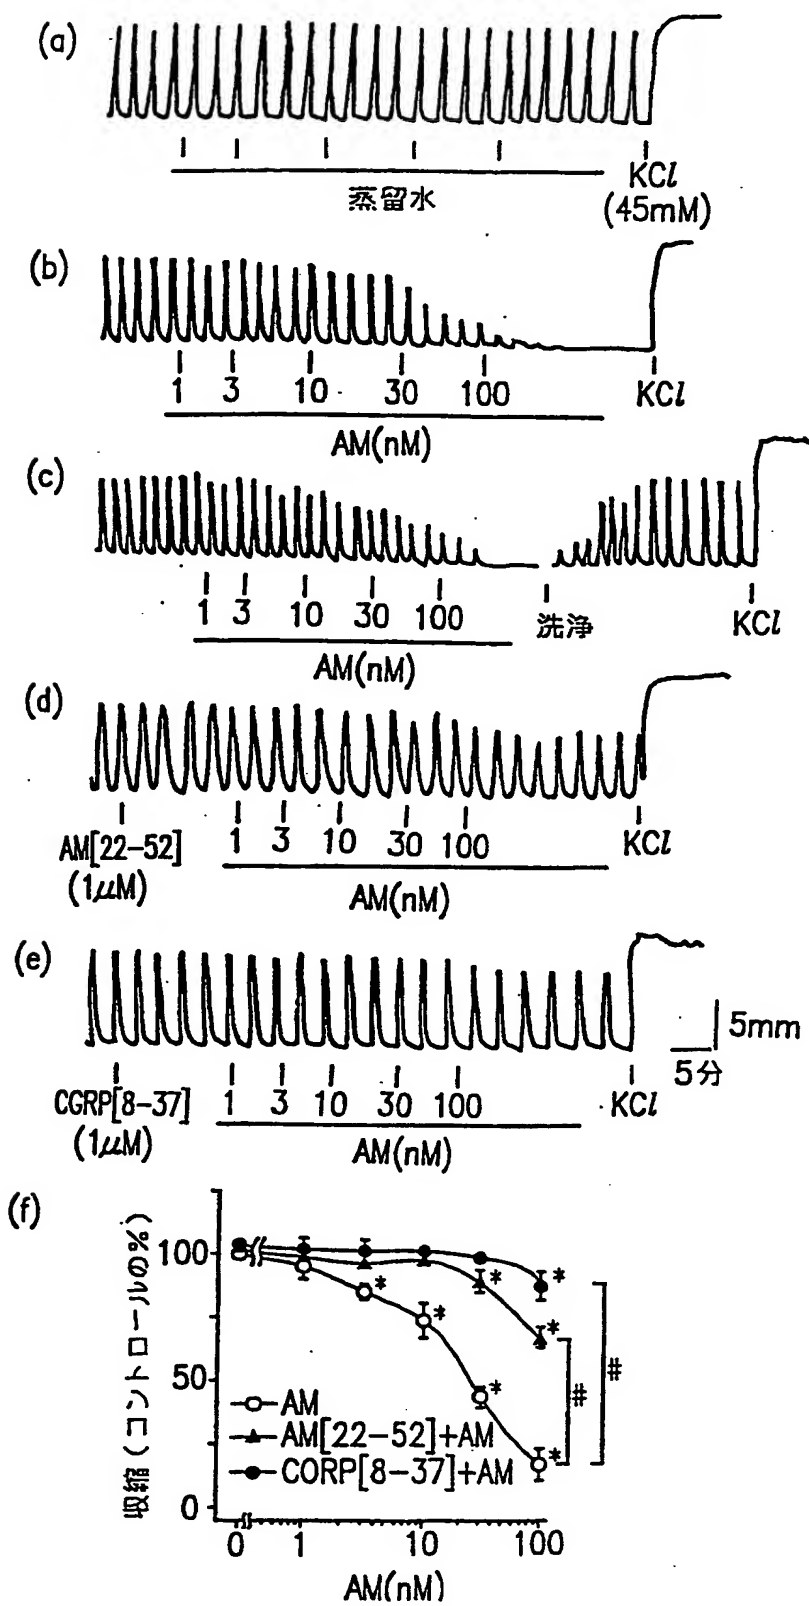 (a)
蒸留水
KCl
(45mM)
(b)
1 3 10 30 100 KCl
AM(nM)
(c)
1 3 10 30 100 洗浄 KCl
AM(nM)
(d)
1 3 10 30 100 KCl
AM[22-52]
(1μM)
AM(nM)
(e)
5mm
5分
CGRP[8-37] 1 3 10 30 100 KCl
(1μM)
AM(nM)
(f)
収縮(コントロールの%)
100
50
0
* * * * * * * *
# #
AM
AM[22-52]+AM
CORP[8-37]+AM
0 1 10 100
AM(nM)